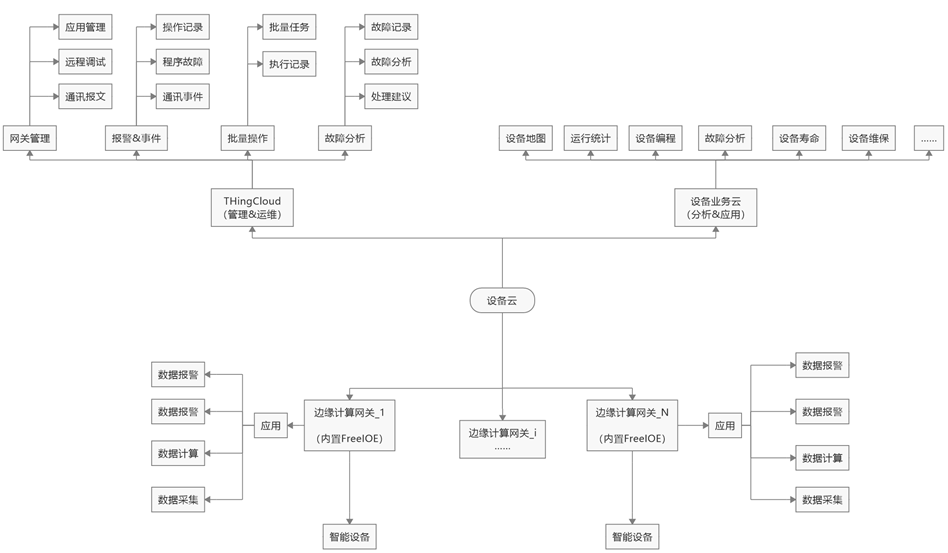 应用管理
操作记录
批量任务
故障记录
远程调试
程序故障
执行记录
故障分析
通讯报文
通讯事件
处理建议
网关管理
报警&事件
批量操作
故障分析
设备地图
运行统计
设备编程
故障分析
设备寿命
设备维保
......
THingCloud
（管理&运维）
设备业务云
（分析&应用）
设备云
数据报警
数据报警
数据计算
数据采集
应用
边缘计算网关_1
（内置FreeIOE）
边缘计算网关_i
......
边缘计算网关_N
（内置FreeIOE）
应用
数据报警
数据报警
数据计算
数据采集
智能设备
智能设备